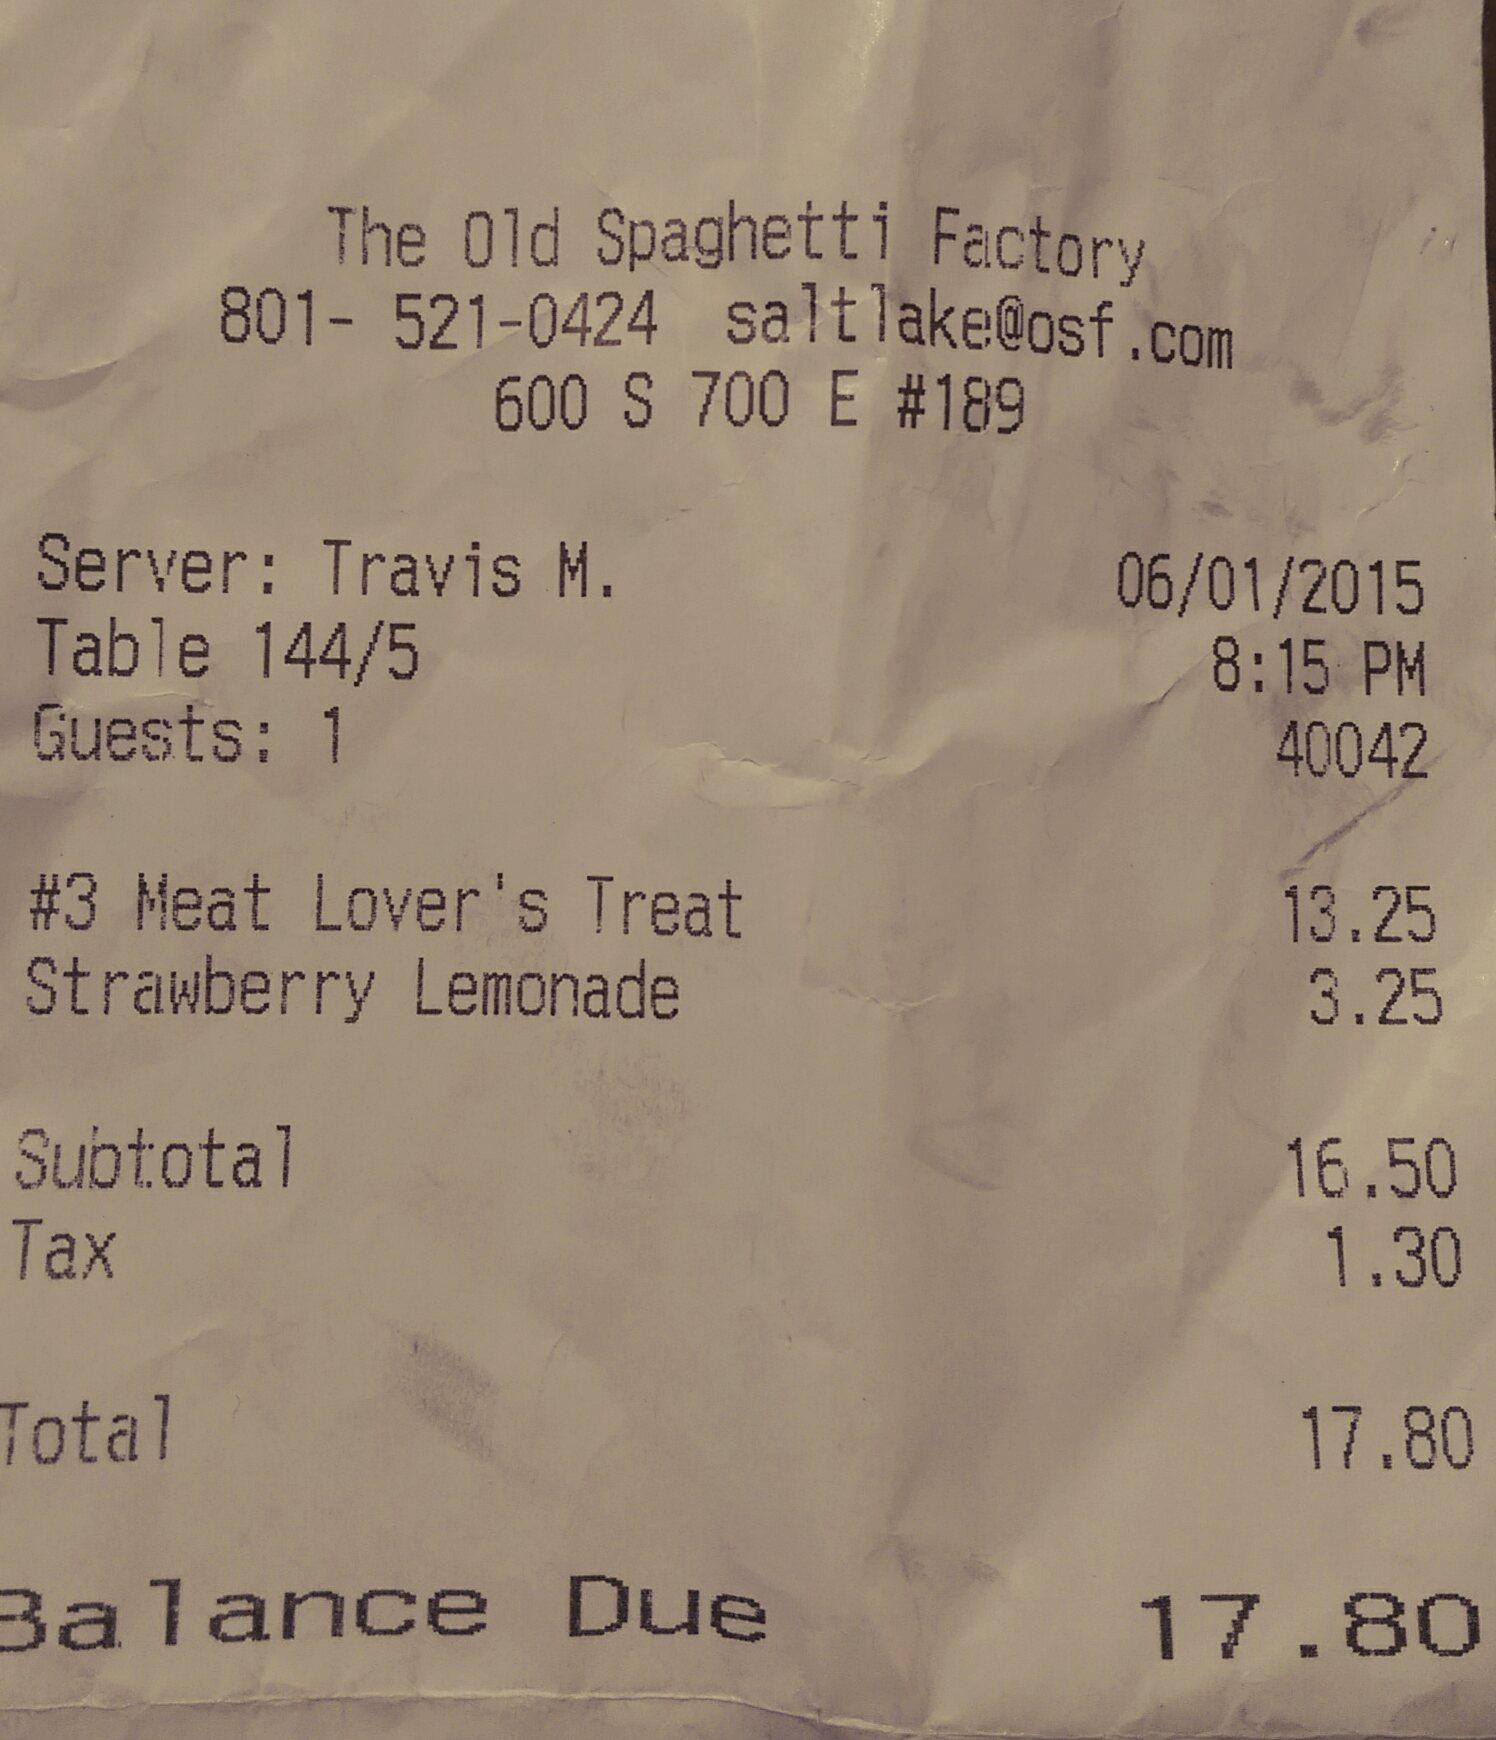 The Old Spaghetti Factory
801- 521-0424 saltlake@osf.com
600 S 700 E #189
Server: Travis M. 06/01/2015
Table 144/5 8:15 PM
Guests: 1 40042
#3 Meat Lover's Treat 13.25
Strawberry Lemonade 3.25
Subtotal 16.50
Tax 1.30
Total 17.80
Balance Due 17.80